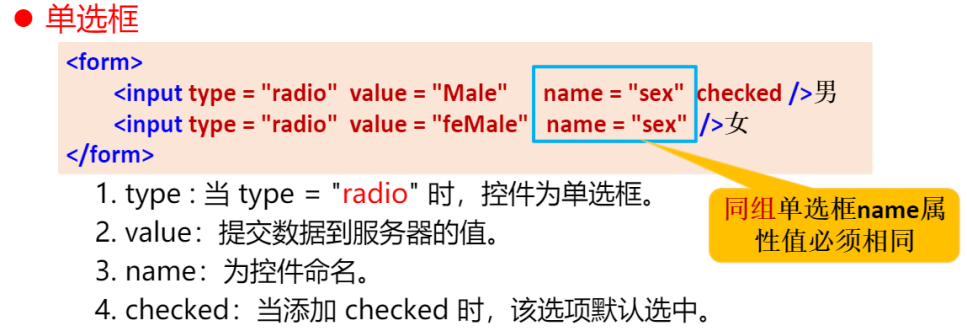 ● 单选框
<form>
<input type = "radio" value = "Male" name = "sex" checked />男
<input type = "radio" value = "feMale" name = "sex" />女
</form>
1. type : 当 type = "radio" 时，控件为单选框。
2. value：提交数据到服务器的值。
3. name：为控件命名。
4. checked：当添加 checked 时，该选项默认选中。
同组单选框name属
性值必须相同